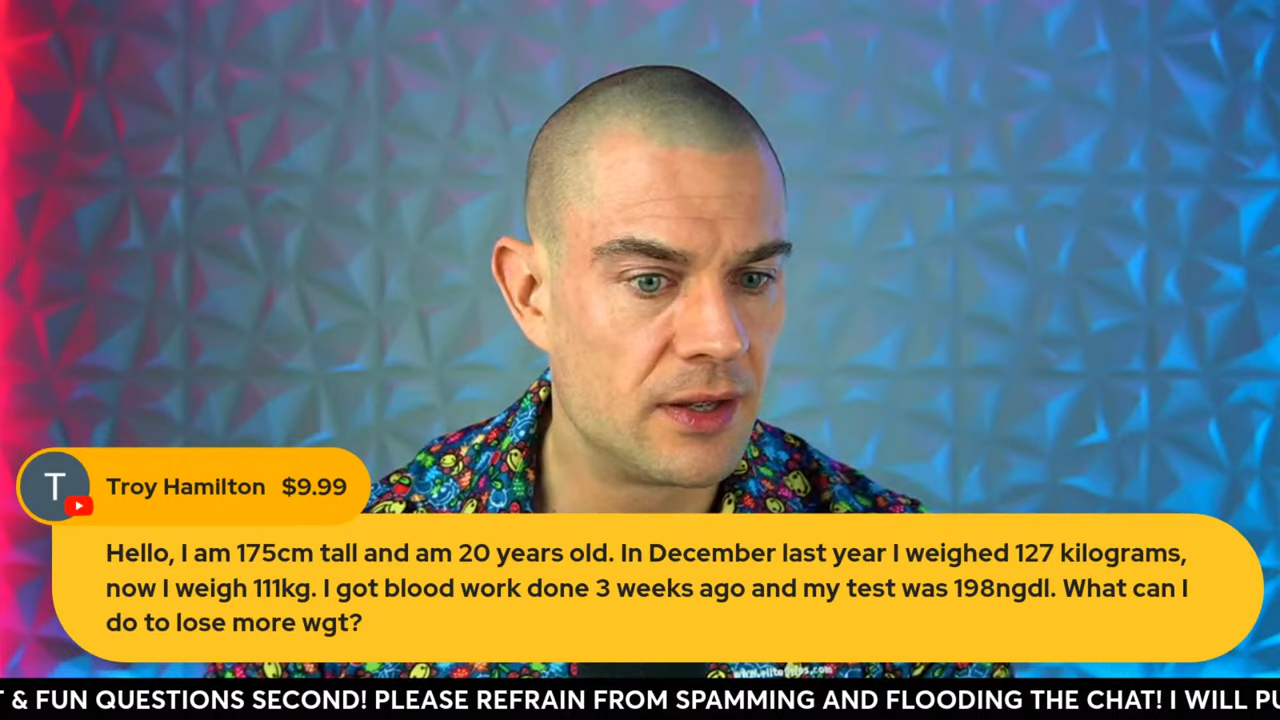 T
Troy Hamilton $9.99
Hello, I am 175cm tall and am 20 years old. In December last year I weighed 127 kilograms,
now I weigh 111kg. I got blood work done 3 weeks ago and my test was 198ngdl. What can I
do to lose more wgt?
T & FUN QUESTIONS SECOND! PLEASE REFRAIN FROM SPAMMING AND FLOODING THE CHAT! I WILL PU